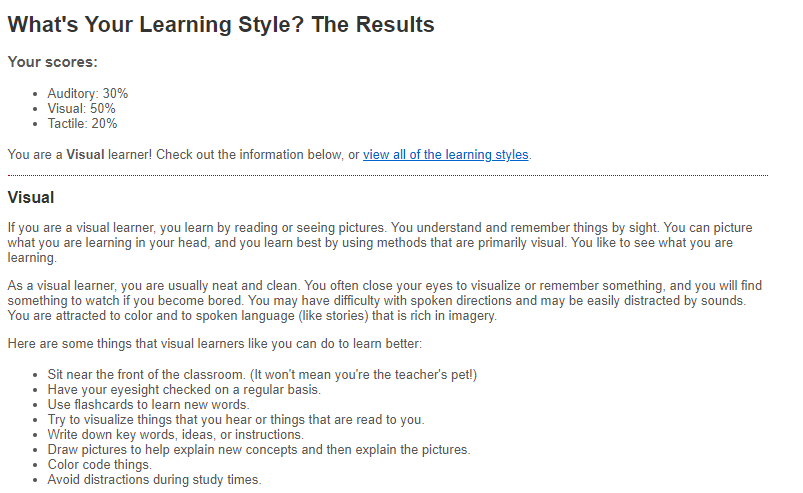 What's Your Learning Style? The Results
Your scores:
• Auditory: 30%
• Visual: 50%
• Tactile: 20%
You are a Visual learner! Check out the information below, or view all of the learning styles.
Visual
If you are a visual learner, you learn by reading or seeing pictures. You understand and remember things by sight. You can picture
what you are learning in your head, and you learn best by using methods that are primarily visual. You like to see what you are
learning.
As a visual learner, you are usually neat and clean. You often close your eyes to visualize or remember something, and you will find
something to watch if you become bored. You may have difficulty with spoken directions and may be easily distracted by sounds.
You are attracted to color and to spoken language (like stories) that is rich in imagery.
Here are some things that visual learners like you can do to learn better:
• Sit near the front of the classroom. (It won't mean you're the teacher's pet!)
• Have your eyesight checked on a regular basis.
• Use flashcards to learn new words.
• Try to visualize things that you hear or things that are read to you.
• Write down key words, ideas, or instructions.
• Draw pictures to help explain new concepts and then explain the pictures.
• Color code things.
• Avoid distractions during study times.